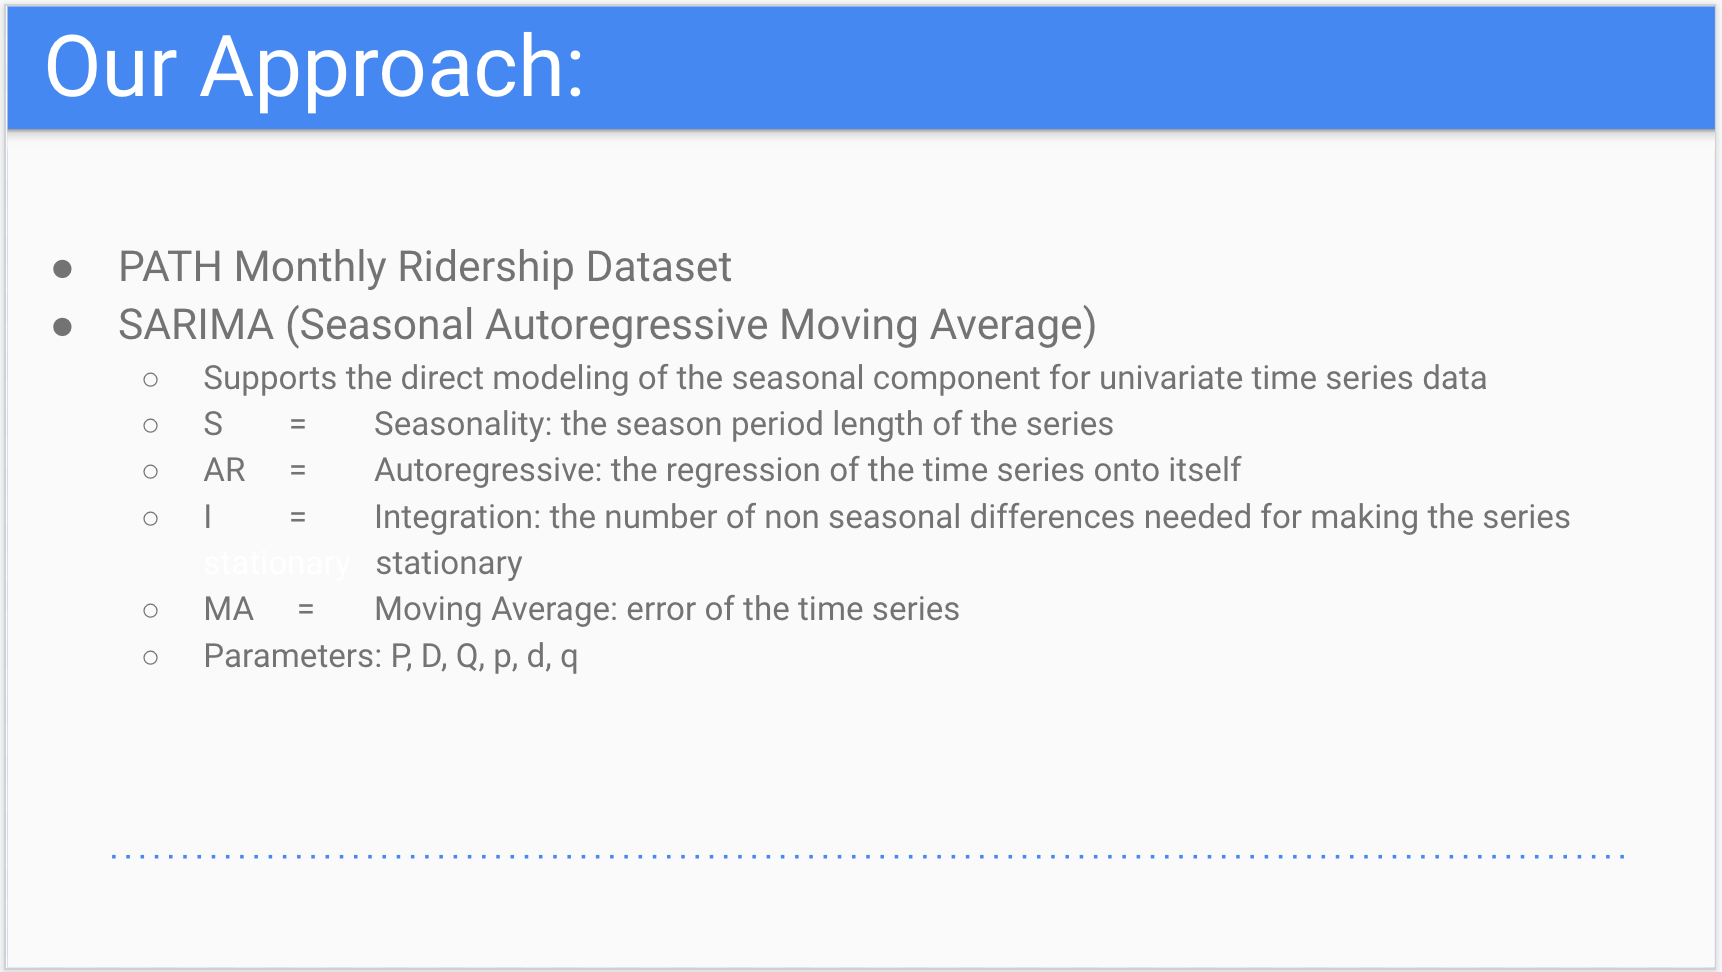 Our Approach:
● PATH Monthly Ridership Dataset
● SARIMA (Seasonal Autoregressive Moving Average)
○ Supports the direct modeling of the seasonal component for univariate time series data
○ S = Seasonality: the season period length of the series
○ AR = Autoregressive: the regression of the time series onto itself
○ I = Integration: the number of non seasonal differences needed for making the series
stationary stationary
○ MA = Moving Average: error of the time series
○ Parameters: P, D, Q, p, d, q